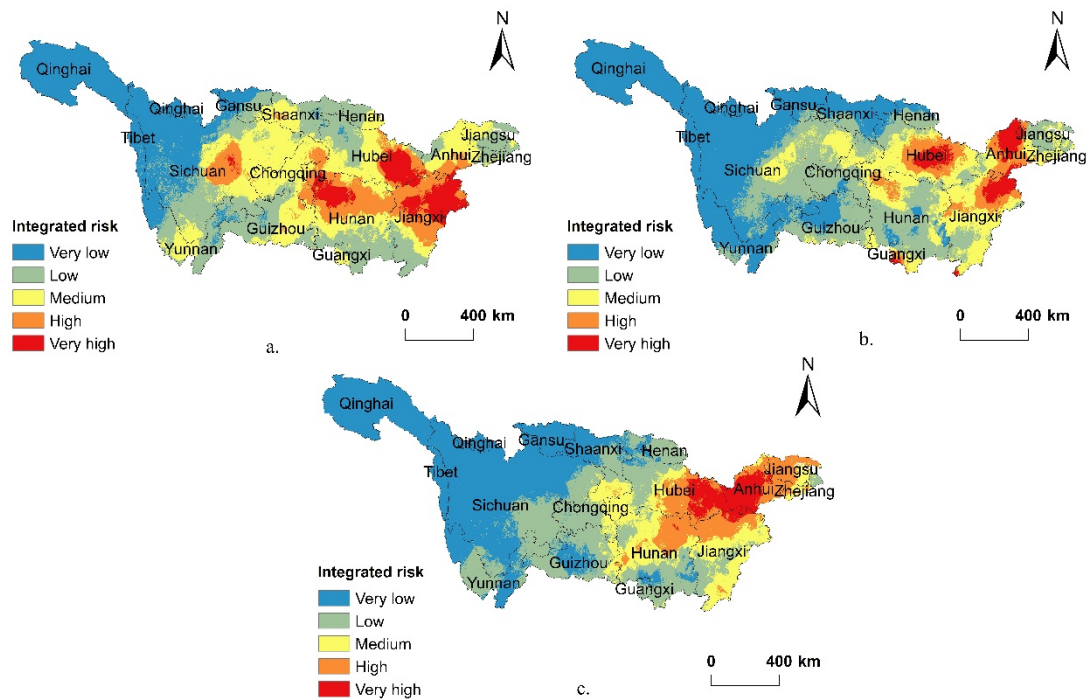 N
Qinghai
Qinghai
Gansu
Shaanxi
Henan
Tibet
Jiangsu
Hubei
Anhui
Zhejiang
Sichuan
Chongqing
Hunan
Jiangxi
Guizhou
Yunnan
Guangxi
Integrated risk
Very low
Low
Medium
High
Very high
0 400 km
a.
N
Qinghai
Qinghai
Gansu
Shaanxi
Henan
Tibet
Jiangsu
Hubei
Anhui
Zhejiang
Sichuan
Chongqing
Hunan
Jiangxi
Guizhou
Yunnan
Guangxi
Integrated risk
Very low
Low
Medium
High
Very high
0 400 km
b.
N
Qinghai
Qinghai
Gansu
Shaanxi
Henan
Tibet
Jiangsu
Hubei
Anhui
Zhejiang
Sichuan
Chongqing
Hunan
Jiangxi
Guizhou
Yunnan
Guangxi
Integrated risk
Very low
Low
Medium
High
Very high
0 400 km
c.